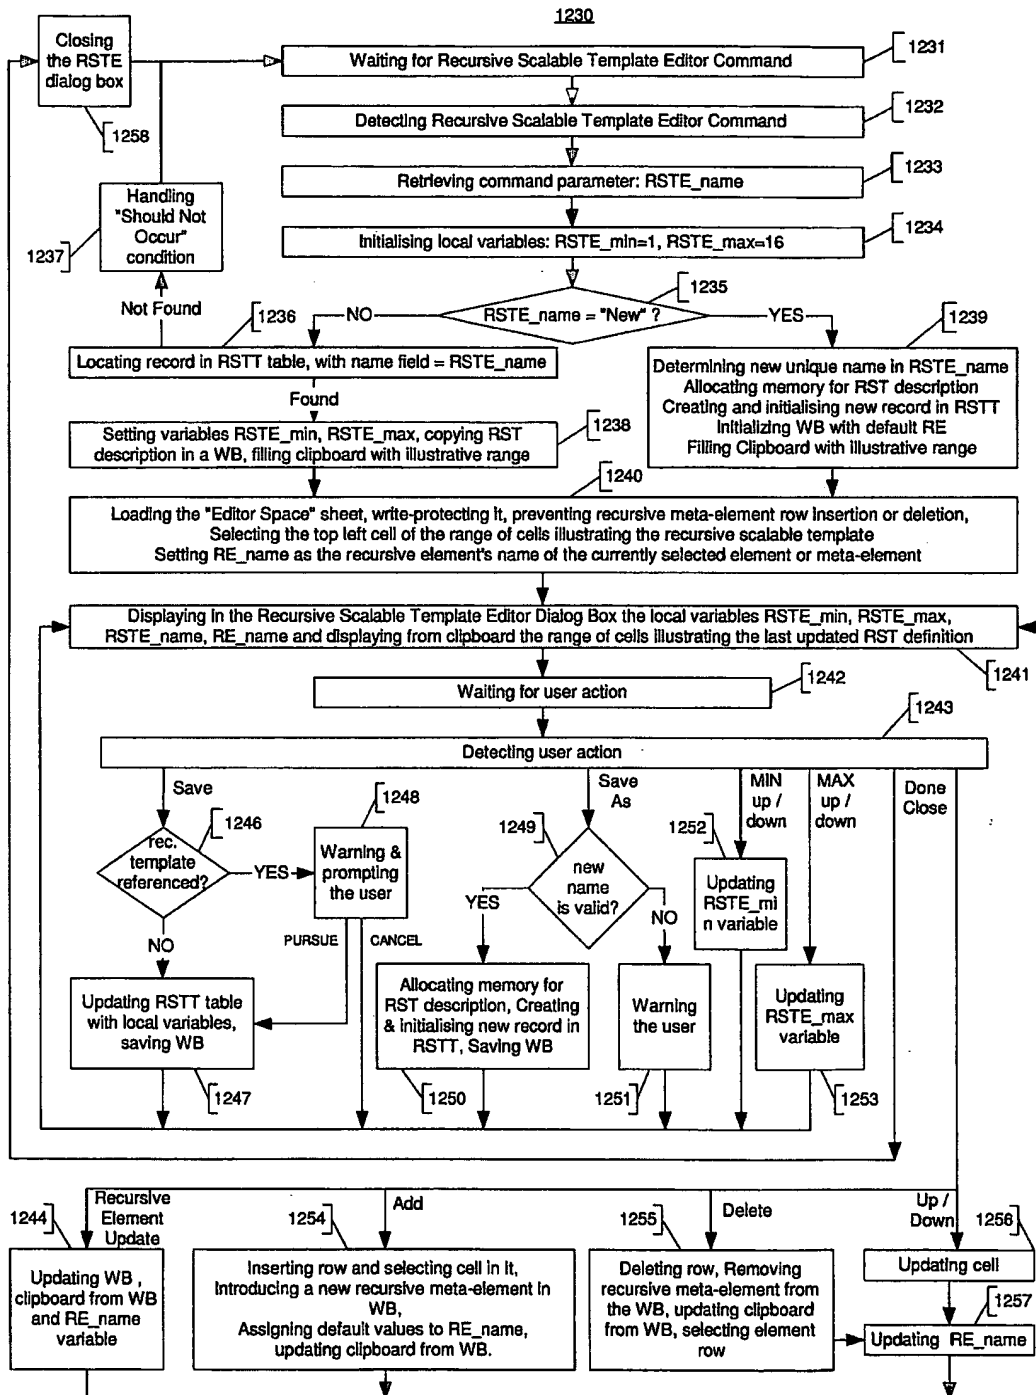 1230
Closing
the RSTE
dialog box
1258
Waiting for Recursive Scalable Template Editor Command
1231
Detecting Recursive Scalable Template Editor Command
1232
Retrieving command parameter: RSTE_name
1233
Initialising local variables: RSTE_min=1, RSTE_max=16
1234
Handling
"Should Not
Occur"
condition
1237
Not Found
1236
NO
RSTE_name = "New" ?
1235
YES
1239
Locating record in RSTT table, with name field = RSTE_name
Found
Setting variables RSTE_min, RSTE_max, copying RST
description in a WB, filling clipboard with illustrative range
1238
Determining new unique name in RSTE_name
Allocating memory for RST description
Creating and initialising new record in RSTT
Initializing WB with default RE
Filling Clipboard with illustrative range
1240
Loading the "Editor Space" sheet, write-protecting it, preventing recursive meta-element row insertion or deletion,
Selecting the top left cell of the range of cells illustrating the recursive scalable template
Setting RE_name as the recursive element's name of the currently selected element or meta-element
Displaying in the Recursive Scalable Template Editor Dialog Box the local variables RSTE_min, RSTE_max,
RSTE_name, RE_name and displaying from clipboard the range of cells illustrating the last updated RST definition
1241
Waiting for user action
1242
1243
Detecting user action
Save
1246
rec.
template
referenced?
YES
NO
1248
Warning &
prompting
the user
PURSUE
CANCEL
Updating RSTT table
with local variables,
saving WB
1247
Save
As
1249
new
name
is valid?
YES
NO
Allocating memory for
RST description, Creating
& initialising new record in
RSTT, Saving WB
1250
Warning
the user
1251
MIN
up /
down
1252
Updating
RSTE_mi
n variable
MAX
up /
down
Updating
RSTE_max
variable
1253
Done
Close
1244
Recursive
Element
Update
Updating WB ,
clipboard from WB
and RE_name
variable
1254
Add
Inserting row and selecting cell in it,
Introducing a new recursive meta-element in
WB,
Assigning default values to RE_name,
updating clipboard from WB.
1255
Delete
Deleting row, Removing
recursive meta-element from
the WB, updating clipboard
from WB, selecting element
row
Up /
Down
1256
Updating cell
1257
Updating RE_name